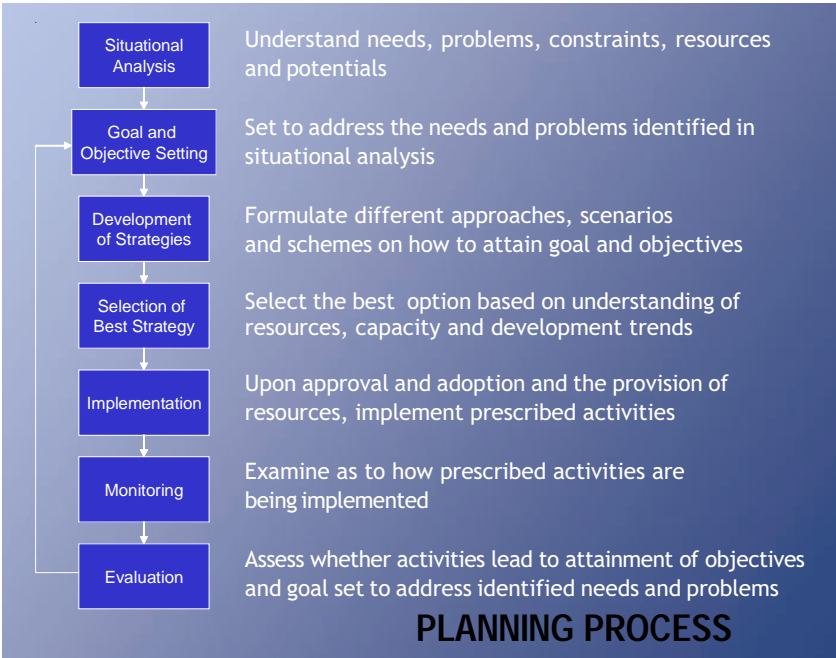 Situational
Analysis
Understand needs, problems, constraints, resources
and potentials
Goal and
Objective Setting
Set to address the needs and problems identified in
situational analysis
Development
of Strategies
Formulate different approaches, scenarios
and schemes on how to attain goal and objectives
Selection of
Best Strategy
Select the best option based on understanding of
resources, capacity and development trends
Implementation
Upon approval and adoption and the provision of
resources, implement prescribed activities
Monitoring
Examine as to how prescribed activities are
being implemented
Evaluation
Assess whether activities lead to attainment of objectives
and goal set to address identified needs and problems
PLANNING PROCESS